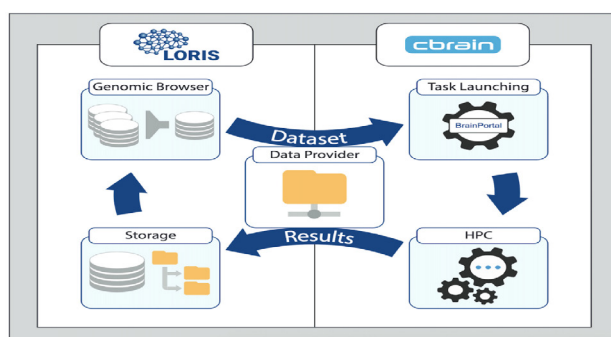 LORIS
cbrain
Genomic Browser
Task Launching
BrainPortal
Dataset
Data Provider
Storage
Results
HPC